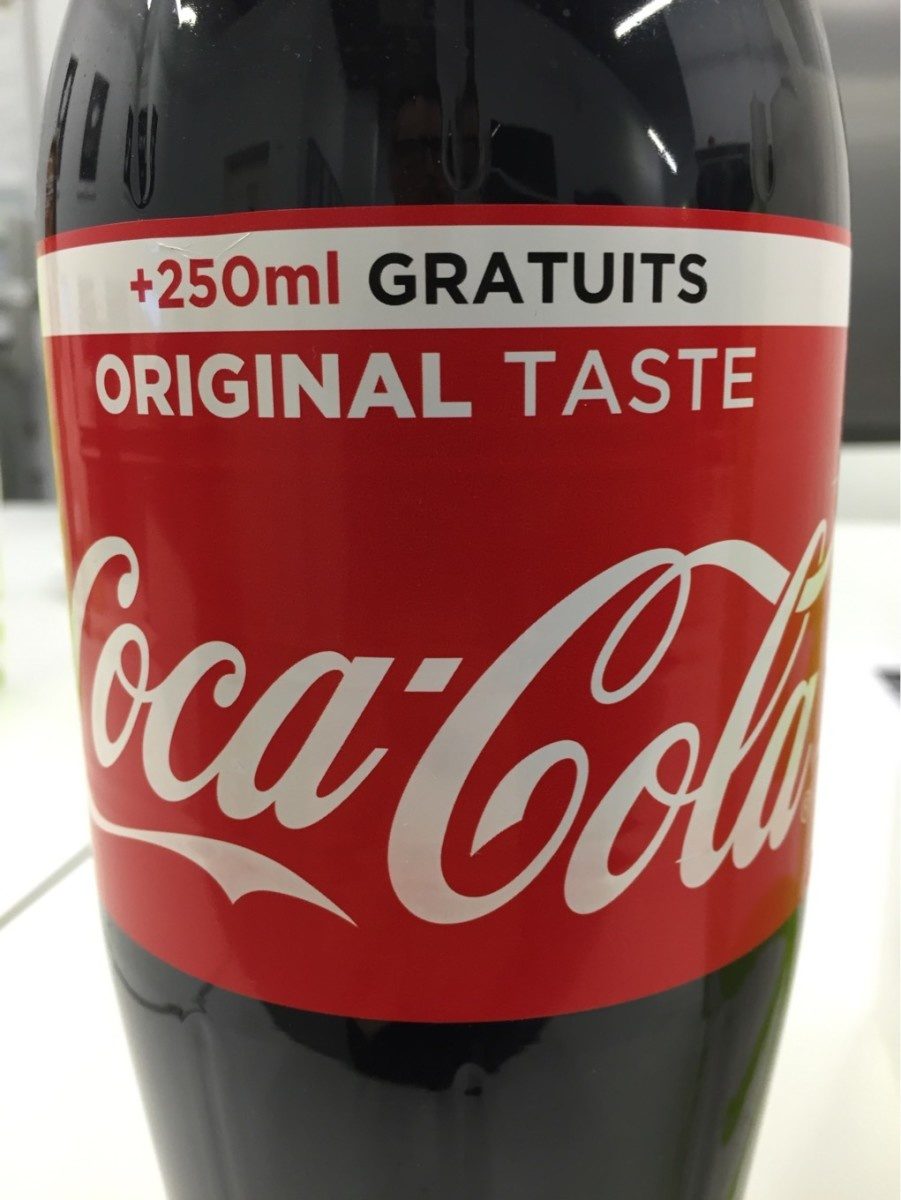 +250ml GRATUITS
ORIGINAL TASTE
Coca-Cola